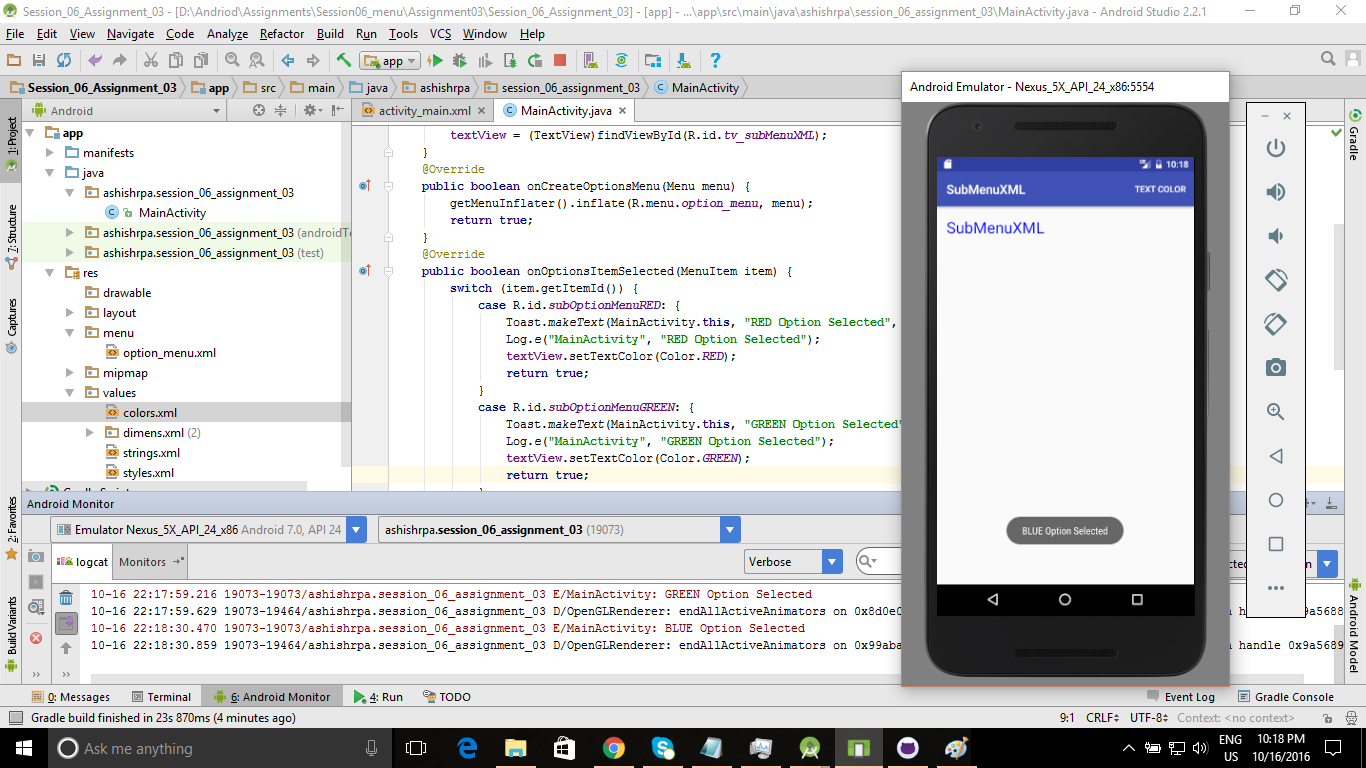 Session_06_Assignment_03 - [D:\Andriod\Assignments\Session06_menu\Assignment03\Session_06_Assignment_03] - [app] - ...\app\src\main\java\ashishrpa\session_06_assignment_03\MainActivity.java - Android Studio 2.2.1
File Edit View Navigate Code Analyze Refactor Build Run Tools VCS Window Help
app
Session_06_Assignment_03 app src main java ashishrpa session_06_assignment_03 MainActivity
1: Project
7: Structure
Captures
2: Favorites
Build Variants
Android
app
manifests
java
ashishrpa.session_06_assignment_03
MainActivity
ashishrpa.session_06_assignment_03 (androidTe
ashishrpa.session_06_assignment_03 (test)
res
drawable
layout
menu
option_menu.xml
mipmap
values
colors.xml
dimens.xml (2)
strings.xml
styles.xml
activity_main.xml MainActivity.java
textView = (TextView)findViewById(R.id.tv_subMenuXML);
}
@Override
public boolean onCreateOptionsMenu(Menu menu) {
getMenuInflater().inflate(R.menu.option_menu, menu);
return true;
}
@Override
public boolean onOptionsItemSelected(MenuItem item) {
switch (item.getItemId()) {
case R.id.subOptionMenuRED: {
Toast.makeText(MainActivity.this, "RED Option Selected",
Log.e("MainActivity", "RED Option Selected");
textView.setTextColor(Color.RED);
return true;
}
case R.id.subOptionMenuGREEN: {
Toast.makeText(MainActivity.this, "GREEN Option Selected"
Log.e("MainActivity", "GREEN Option Selected");
textView.setTextColor(Color.GREEN);
return true;
Android Emulator - Nexus_5X_API_24_x86:5554
10:18
SubMenuXML TEXT COLOR
SubMenuXML
BLUE Option Selected
Gradle
Android Model
Android Monitor
Emulator Nexus_5X_API_24_x86 Android 7.0, API 24
ashishrpa.session_06_assignment_03 (19073)
logcat Monitors
Verbose
10-16 22:17:59.216 19073-19073/ashishrpa.session_06_assignment_03 E/MainActivity: GREEN Option Selected
10-16 22:17:59.629 19073-19464/ashishrpa.session_06_assignment_03 D/OpenGLRenderer: endAllActiveAnimators on 0x8d0e0 handle 0x9a5688
10-16 22:18:30.470 19073-19073/ashishrpa.session_06_assignment_03 E/MainActivity: BLUE Option Selected
10-16 22:18:30.859 19073-19464/ashishrpa.session_06_assignment_03 D/OpenGLRenderer: endAllActiveAnimators on 0x99aba handle 0x9a5689
0: Messages Terminal 6: Android Monitor 4: Run TODO Event Log Gradle Console
Gradle build finished in 23s 870ms (4 minutes ago) 9:1 CRLF UTF-8 Context: <no context>
Ask me anything
ENG
US
10:18 PM
10/16/2016